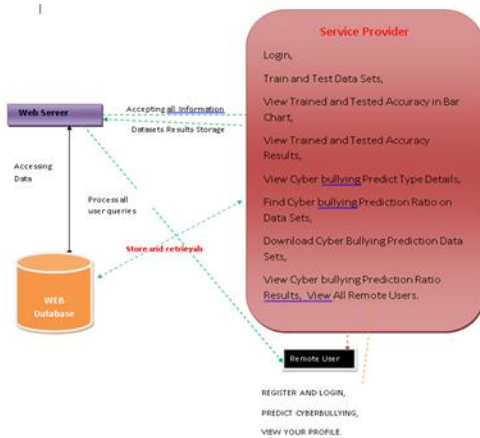 Service Provider
Login,
Train and Test Data Sets,
View Trained and Tested Accuracy in Bar
Chart,
View Trained and Tested Accuracy
Results,
View Cyber bullying Predict Type Details,
Find Cyber bullying Prediction Ratio on
Data Sets,
Download Cyber Bullying Prediction Data
Sets,
View Cyber bullying Prediction Ratio
Results, View All Remote Users.
Web Server
Accepting all Information
Datasets Results Storage
Accessing
Data
Process all
user queries
Store and retrievals
WEB
Database
Remote User
REGISTER AND LOGIN,
PREDICT CYBERBULLYING,
VIEW YOUR PROFILE.